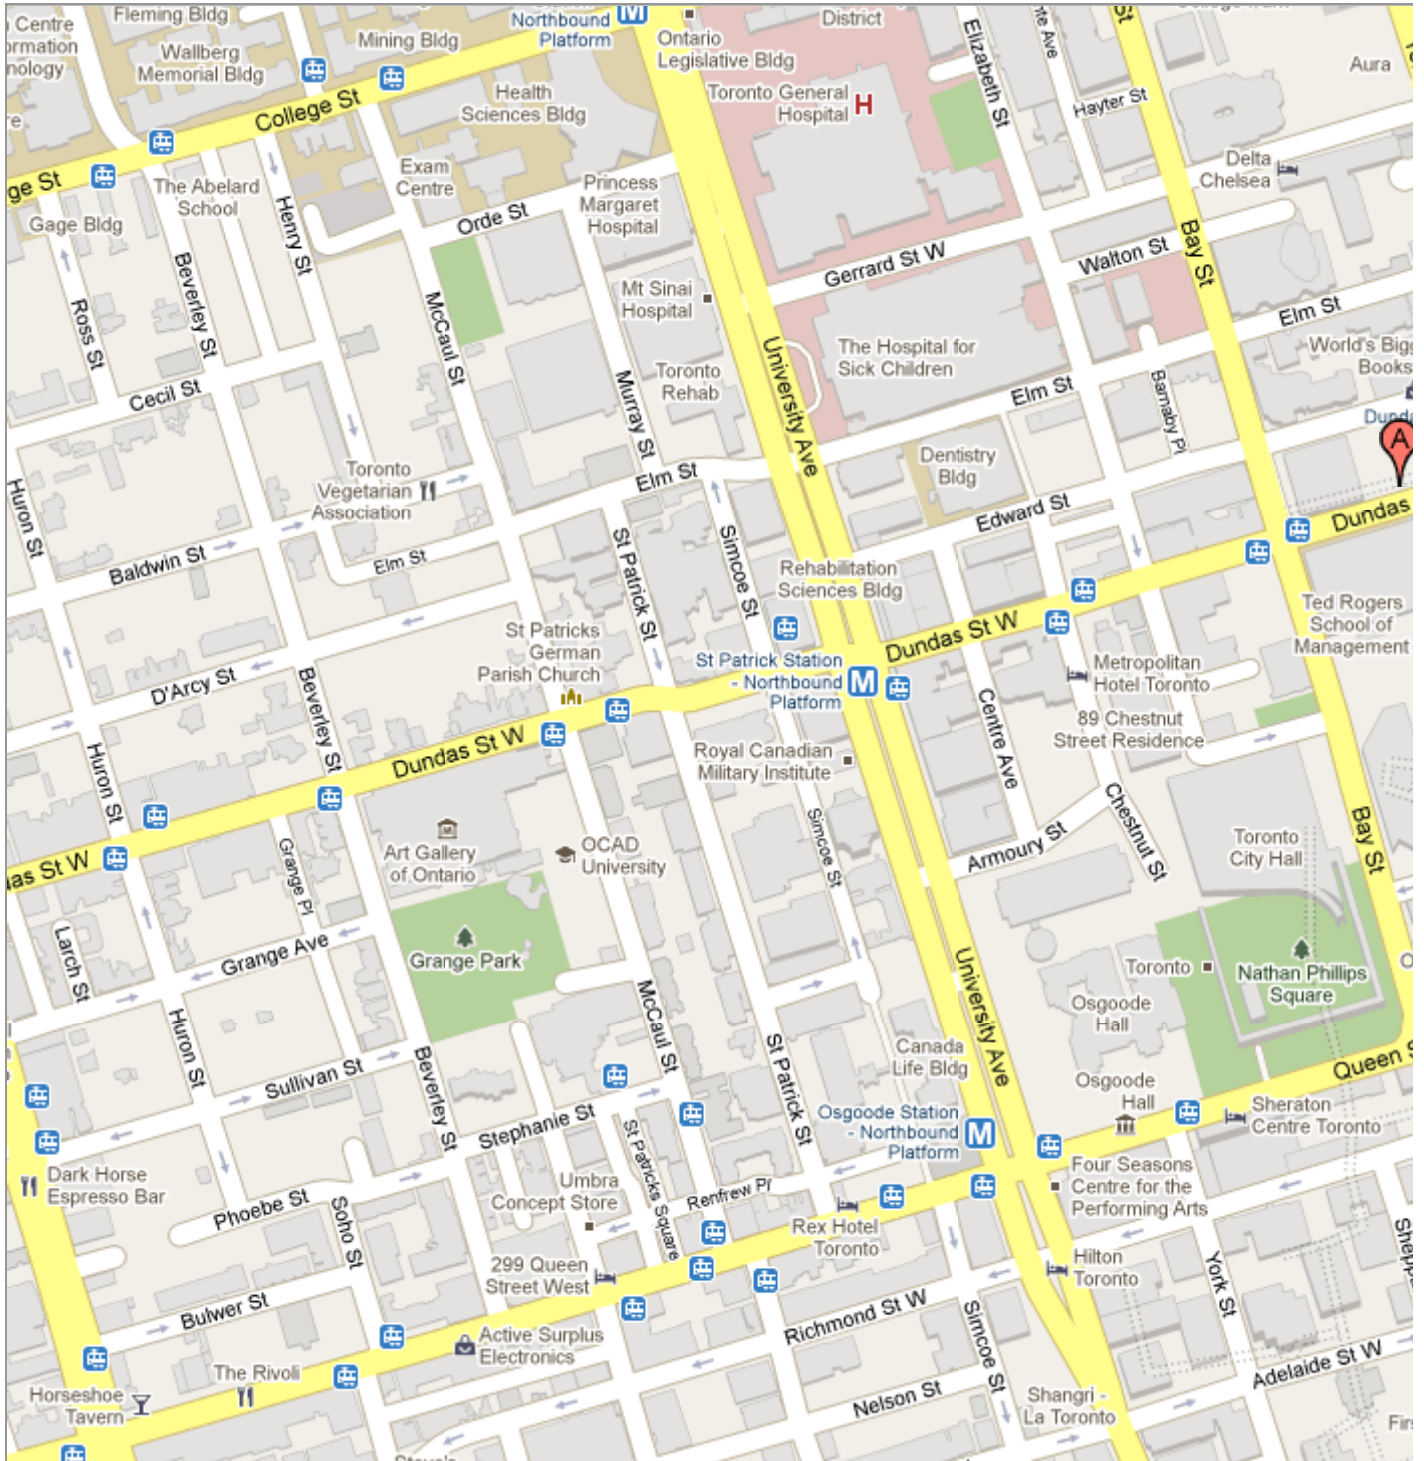 Fleming Bldg
Centre
ormation
nology
Wallberg
Memorial Bldg
Mining Bldg
Northbound
Platform
M
Ontario
Legislative Bldg
District
Elizabeth St
te Ave
St
Aura
Health
Sciences Bldg
Toronto General
Hospital
H
Hayter St
College St
re
ge St
The Abelard
School
Gage Bldg
Henry St
Exam
Centre
Orde St
Princess
Margaret
Hospital
Delta
Chelsea
Bay St
Walton St
Gerrard St W
Beverley St
Ross St
McCaul St
Mt Sinai
Hospital
Elm St
The Hospital for
Sick Children
University Ave
World's Bigg
Books
Toronto
Rehab
Murray St
Cecil St
Elm St
Barnaby Pl
Dunda
A
Toronto
Vegetarian
Association
Elm St
Dentistry
Bldg
Huron St
Edward St
Dundas
Baldwin St
Elm St
St Patrick St
Simcoe St
Rehabilitation
Sciences Bldg
Ted Rogers
School of
Management
St Patricks
German
Parish Church
Dundas St W
St Patrick Station
- Northbound
Platform
M
Metropolitan
Hotel Toronto
D'Arcy St
Beverley St
Centre Ave
89 Chestnut
Street Residence
Huron St
Dundas St W
Royal Canadian
Military Institute
Chestnut St
Bay St
Simcoe St
Art Gallery
of Ontario
OCAD
University
Armoury St
Toronto
City Hall
as St W
Grange Pl
Larch St
Grange Ave
Grange Park
University Ave
Toronto
Nathan Phillips
Square
O
Huron St
McCaul St
Osgoode
Hall
Canada
Life Bldg
Sullivan St
Beverley St
St Patrick St
Queen S
Osgoode
Hall
Stephanie St
St Patricks Square
Osgoode Station
- Northbound
Platform
M
Sheraton
Centre Toronto
Dark Horse
Espresso Bar
Umbra
Concept Store
Renfrew Pl
Four Seasons
Centre for the
Performing Arts
Phoebe St
Soho St
Rex Hotel
Toronto
299 Queen
Street West
Hilton
Toronto
York St
Shepp
Bulwer St
Richmond St W
Simcoe St
Active Surplus
Electronics
The Rivoli
Adelaide St W
Horseshoe
Tavern
Nelson St
Shangri -
La Toronto
Firs